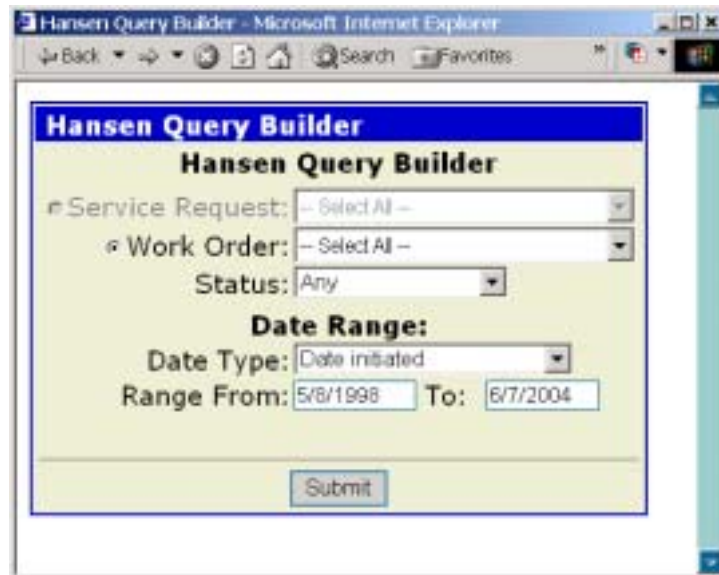 Hansen Query Builder - Microsoft Internet Explorer
Back Search Favorites »
Hansen Query Builder
Hansen Query Builder
Service Request: -- Select All --
Work Order: -- Select All --
Status: Any
Date Range:
Date Type: Date initiated
Range From: 5/8/1998 To: 6/7/2004
Submit